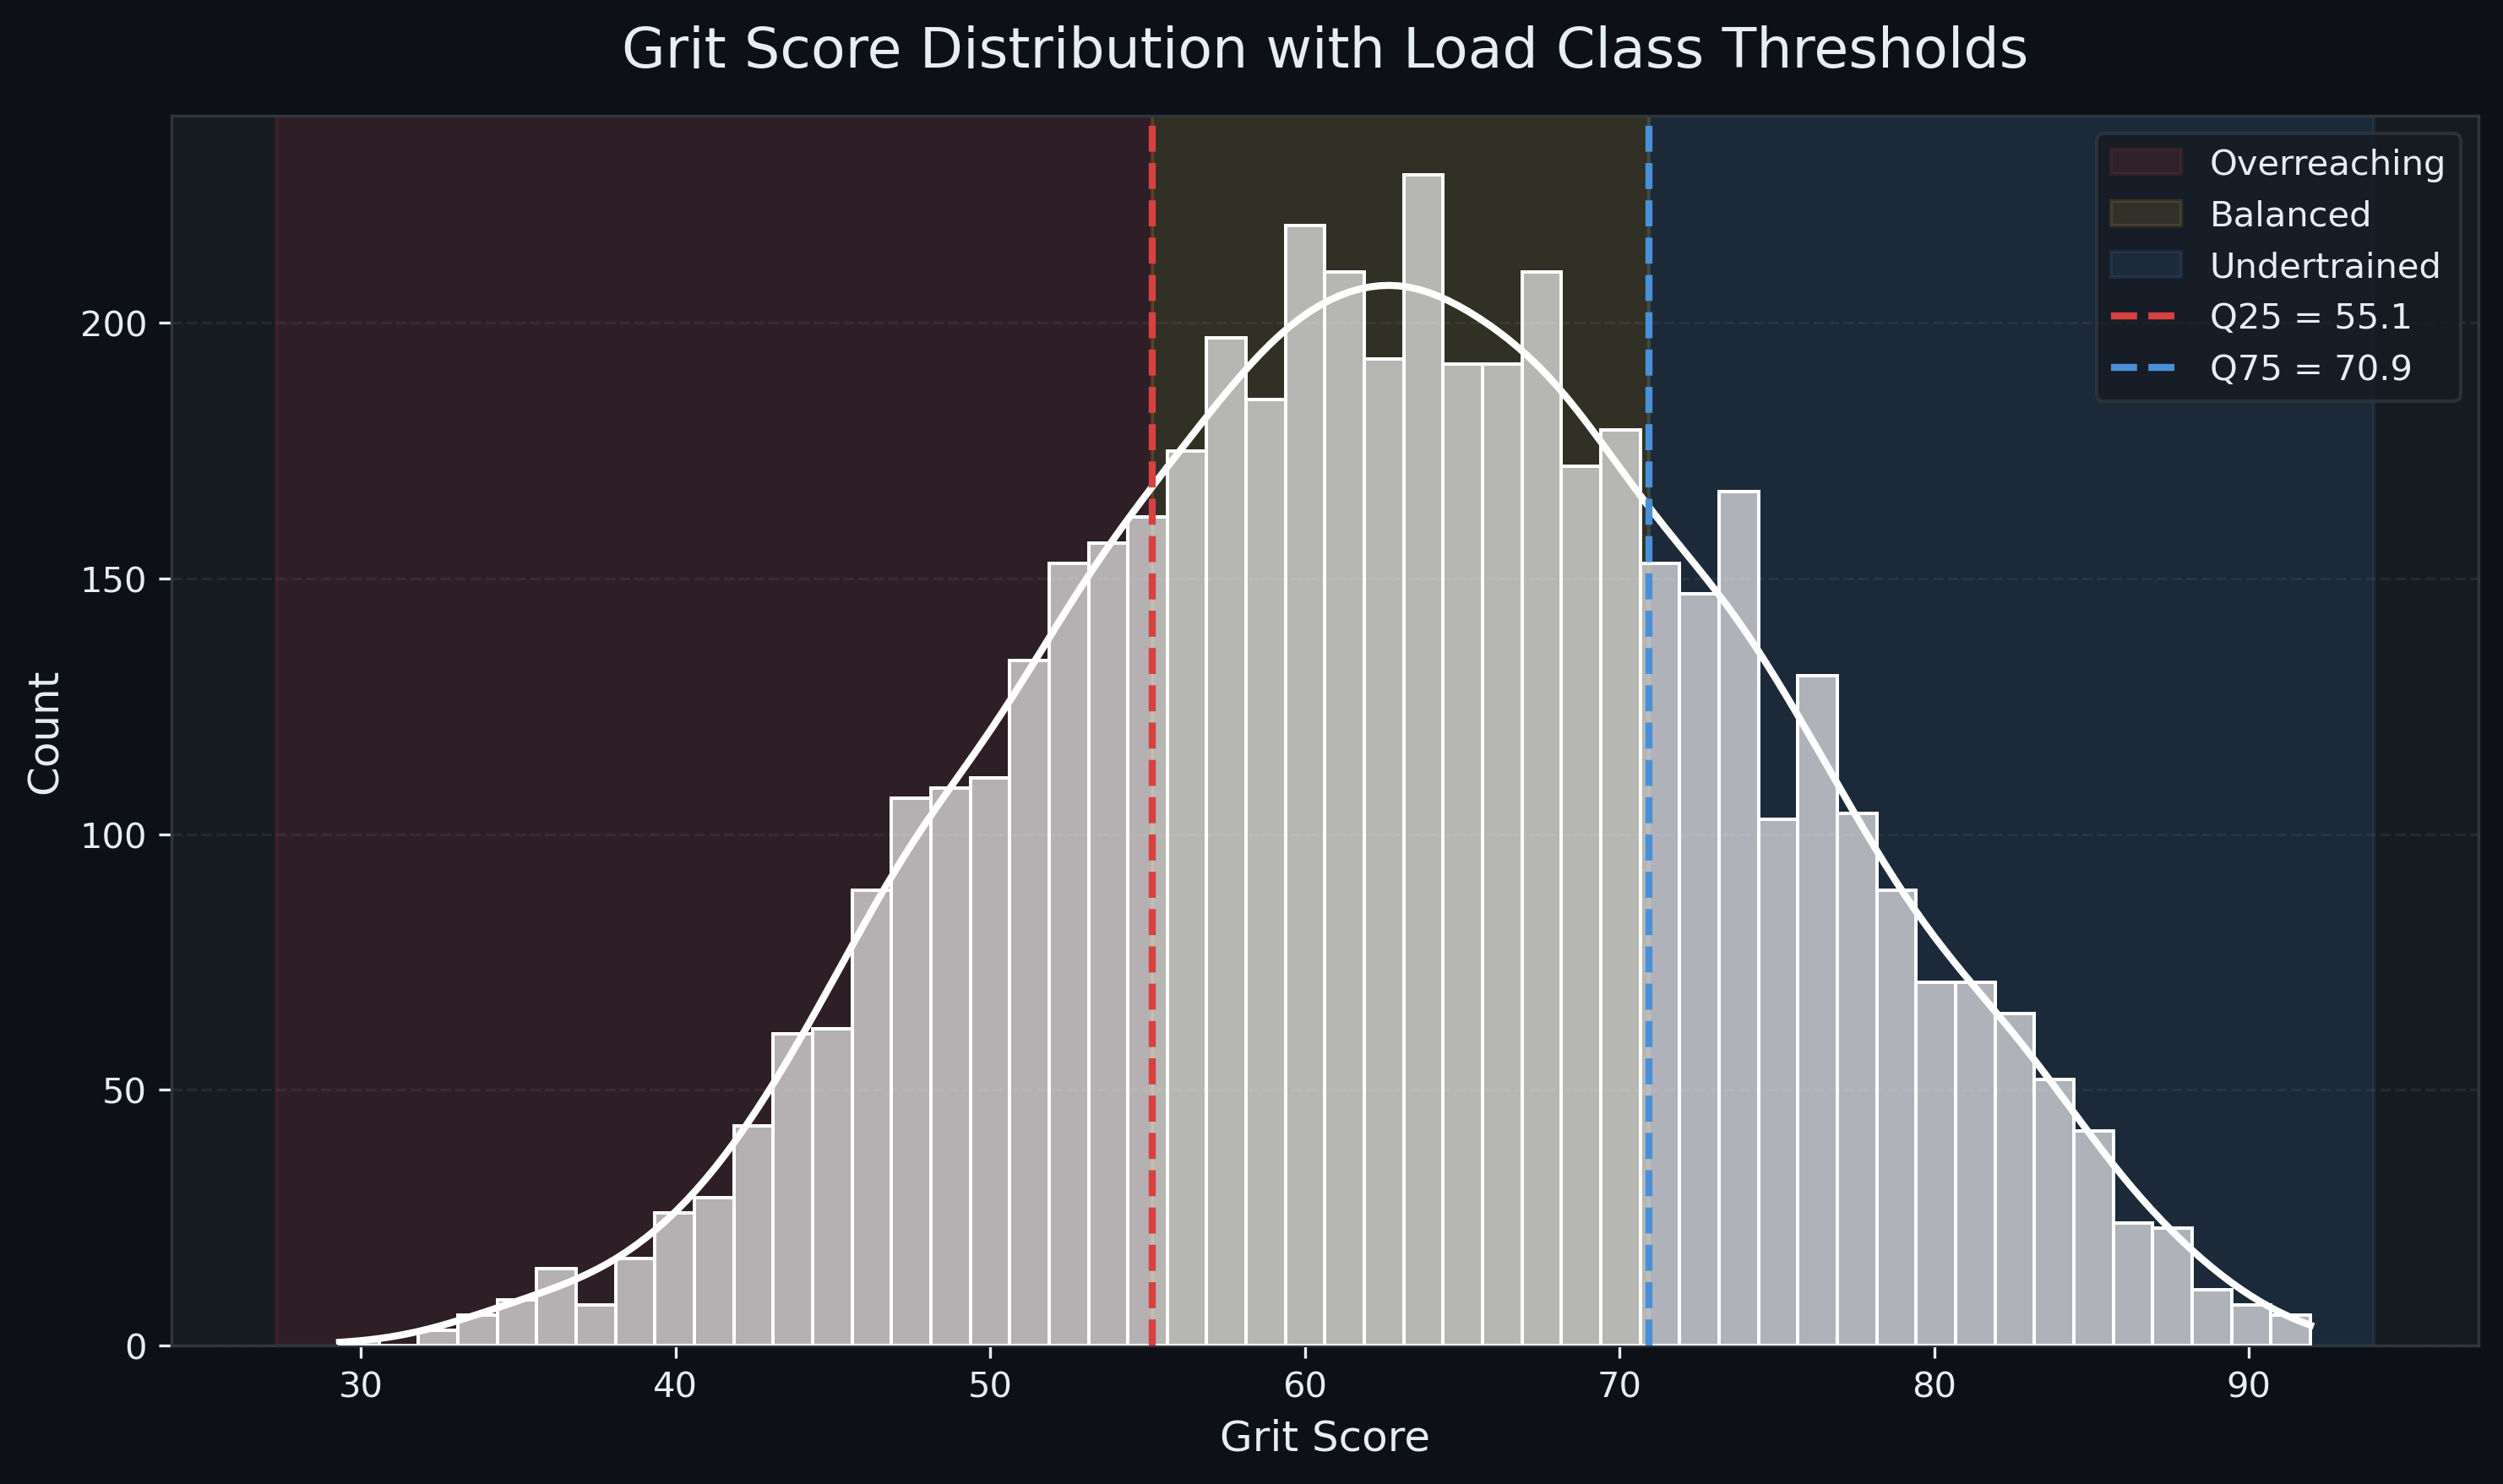 Grit Score Distribution with Load Class Thresholds
Overreaching
Balanced
Undertrained
Q25 = 55.1
Q75 = 70.9
Count
200
150
100
50
0
30 40 50 60 70 80 90
Grit Score